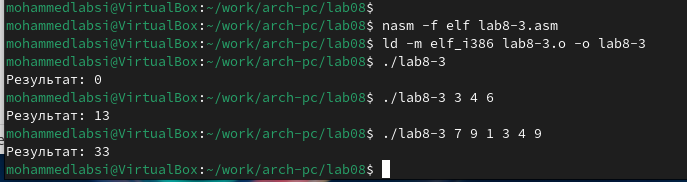 mohammedlabsi@VirtualBox:~/work/arch-pc/lab08$
mohammedlabsi@VirtualBox:~/work/arch-pc/lab08$ nasm -f elf lab8-3.asm
mohammedlabsi@VirtualBox:~/work/arch-pc/lab08$ ld -m elf_i386 lab8-3.o -o lab8-3
mohammedlabsi@VirtualBox:~/work/arch-pc/lab08$ ./lab8-3
Результат: 0
mohammedlabsi@VirtualBox:~/work/arch-pc/lab08$ ./lab8-3 3 4 6
Результат: 13
mohammedlabsi@VirtualBox:~/work/arch-pc/lab08$ ./lab8-3 7 9 1 3 4 9
Результат: 33
mohammedlabsi@VirtualBox:~/work/arch-pc/lab08$